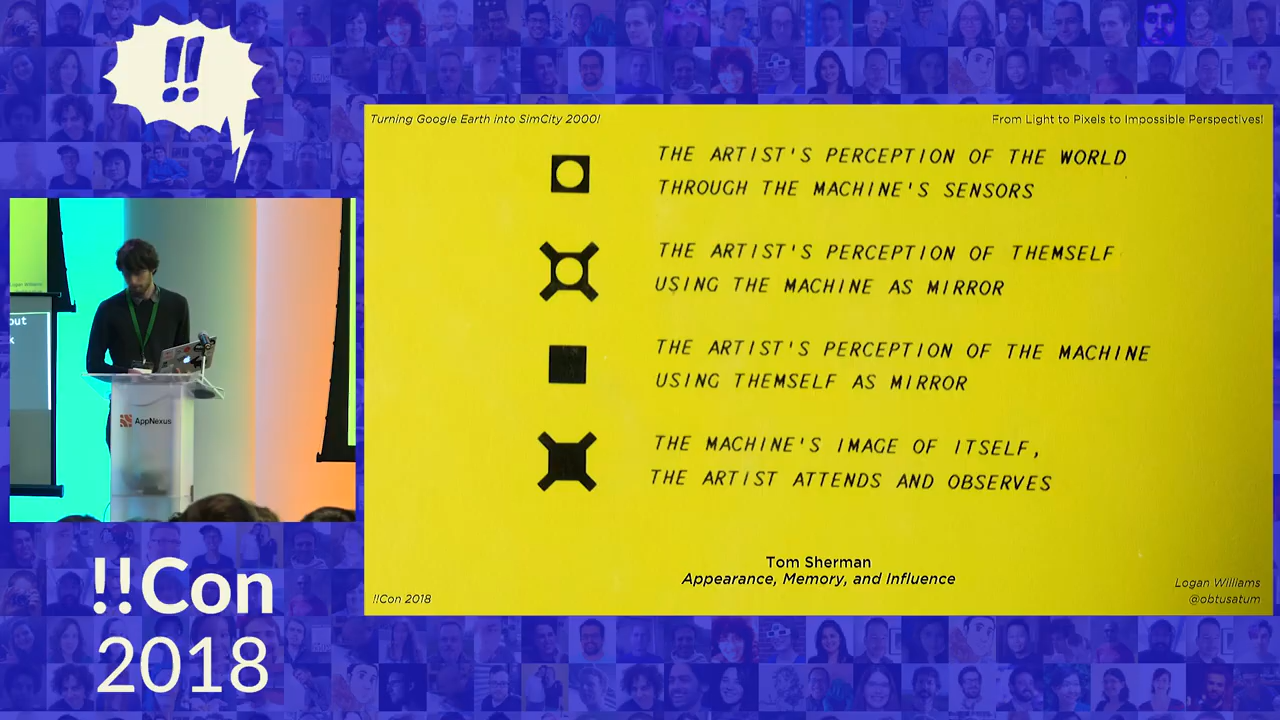 !!
Turning Google Earth into SimCity 2000!
From Light to Pixels to Impossible Perspectives!
THE ARTIST'S PERCEPTION OF THE WORLD
THROUGH THE MACHINE'S SENSORS
THE ARTIST'S PERCEPTION OF THEMSELF
USING THE MACHINE AS MIRROR
THE ARTIST'S PERCEPTION OF THE MACHINE
USING THEMSELF AS MIRROR
THE MACHINE'S IMAGE OF ITSELF,
THE ARTIST ATTENDS AND OBSERVES
Tom Sherman
Appearance, Memory, and Influence
!!Con 2018
Logan Williams
@obtusatum
Logan Williams
out
k
AppNexus
!!Con
2018